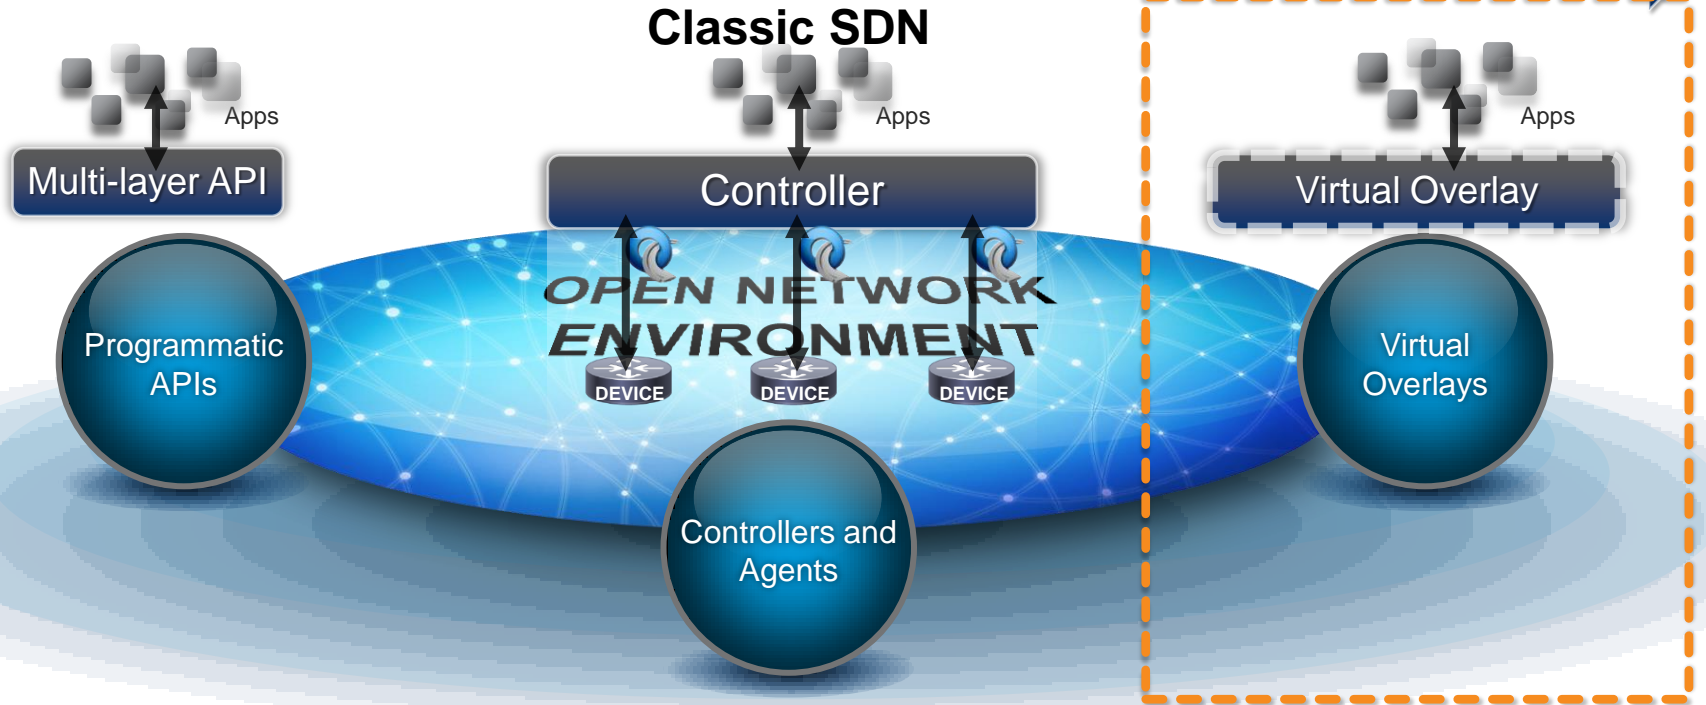 Classic SDN
Apps
Apps
Apps
Multi-layer API
Controller
Virtual Overlay
OPEN NETWORK
ENVIRONMENT
Programmatic
APIs
DEVICE
DEVICE
DEVICE
Virtual
Overlays
Controllers and
Agents